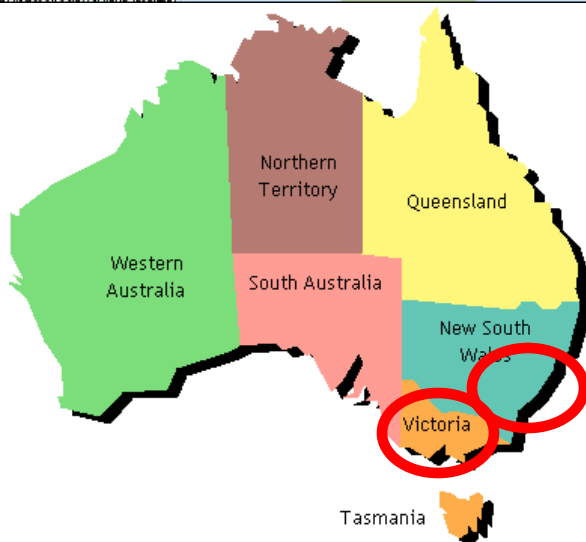 Northern
Territory
Queensland
Western
Australia
South Australia
New South
Wales
Victoria
Tasmania